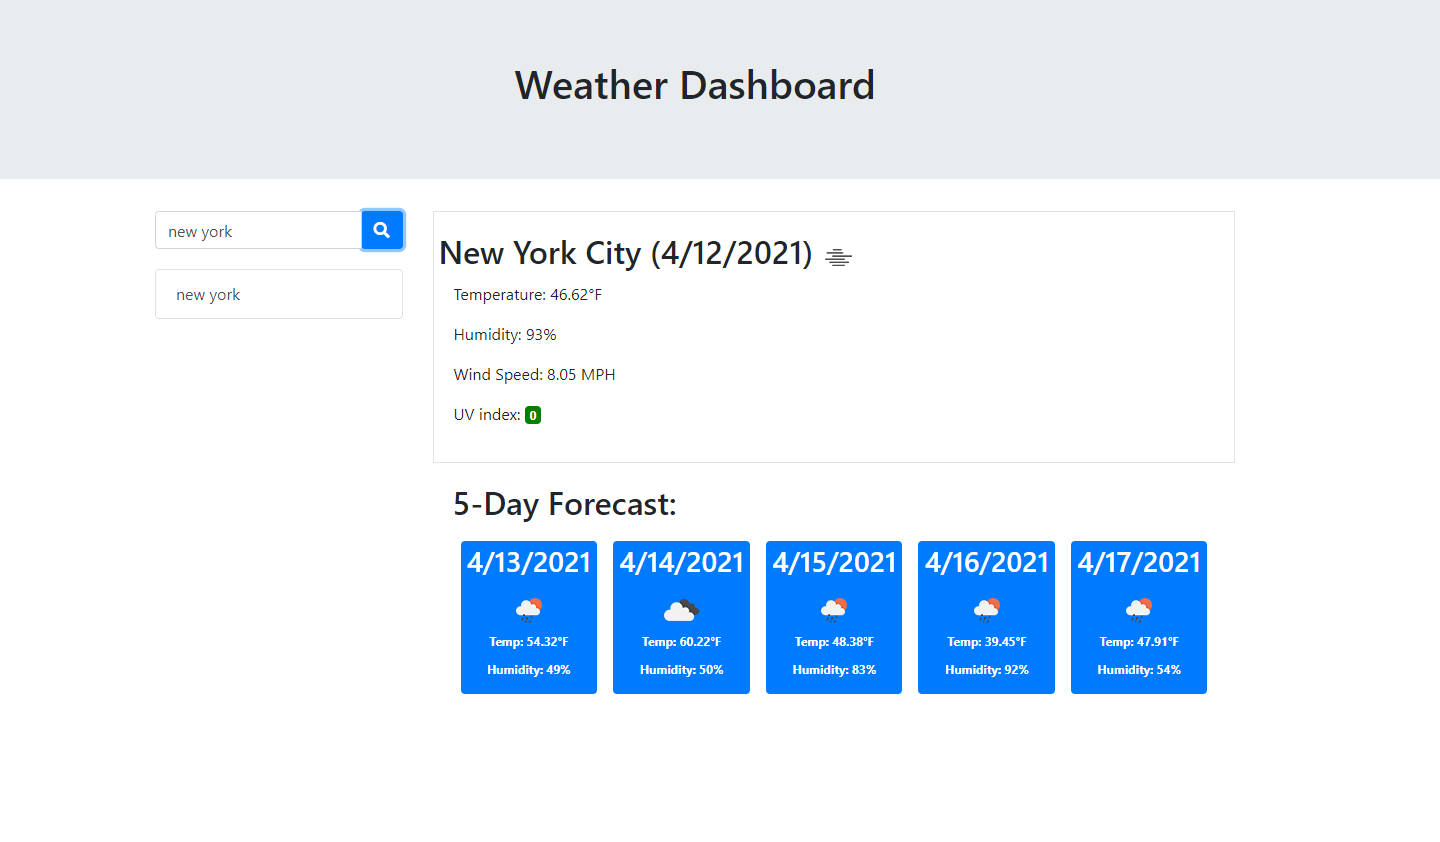 Weather Dashboard
new york
new york
New York City (4/12/2021)
Temperature: 46.62°F
Humidity: 93%
Wind Speed: 8.05 MPH
UV index: 0
5-Day Forecast:
4/13/2021
Temp: 54.32°F
Humidity: 49%
4/14/2021
Temp: 60.22°F
Humidity: 50%
4/15/2021
Temp: 48.38°F
Humidity: 83%
4/16/2021
Temp: 39.45°F
Humidity: 92%
4/17/2021
Temp: 47.91°F
Humidity: 54%